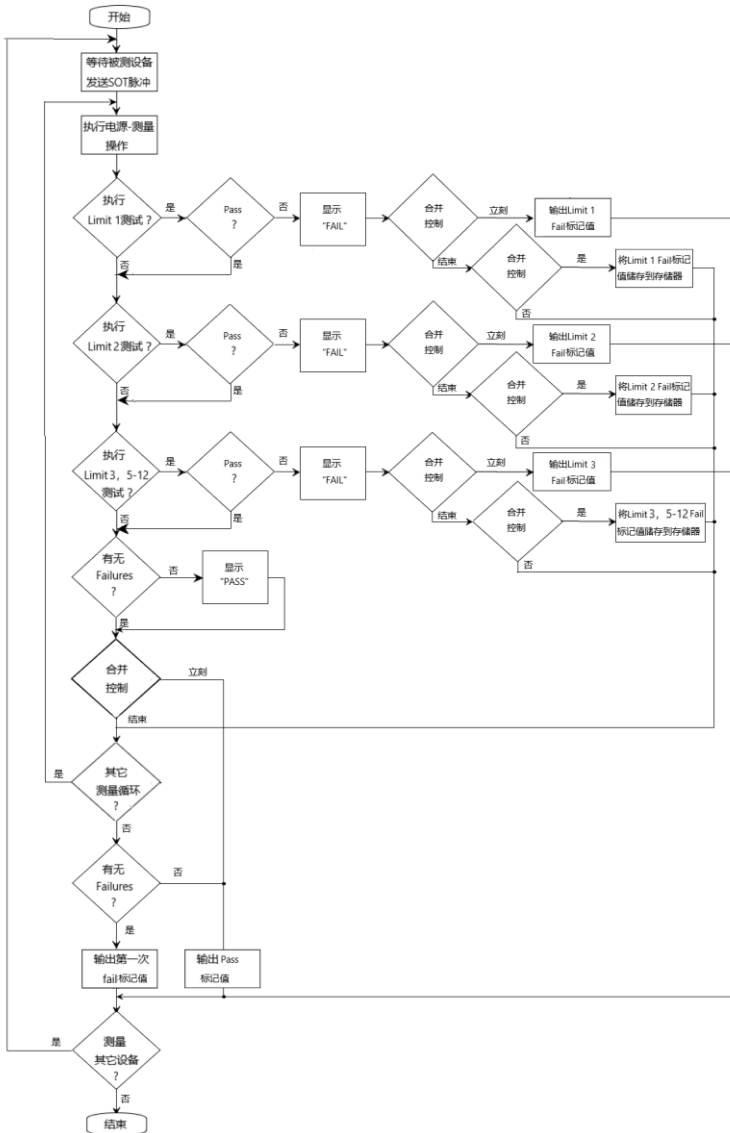 开始
等待被测设备
发送SOT脉冲
执行电源-测量
操作
执行
Limit 1测试？
是
Pass
？
否
显示
"FAIL"
合并
控制
立刻
输出Limit 1
Fail标记值
否
是
结束
合并
控制
是
将Limit 1 Fail标记
值储存到存储器
否
执行
Limit2测试？
是
Pass
？
否
显示
"FAIL"
合并
控制
立刻
输出Limit 2
Fail标记值
否
是
结束
合并
控制
是
将Limit 2 Fail标记
值储存到存储器
否
执行
Limit3，5-12
测试？
是
Pass
？
否
显示
"FAIL"
合并
控制
立刻
输出Limit 3
Fail标记值
否
是
结束
合并
控制
是
将Limit 3，5-12 Fail
标记值储存到存储器
否
有无
Failures
？
否
显示
"PASS"
是
合并
控制
立刻
结束
其它
测量循环
？
是
否
有无
Failures
？
否
是
输出第一次
fail标记值
输出 Pass
标记值
测量
其它设备
？
是
否
结束